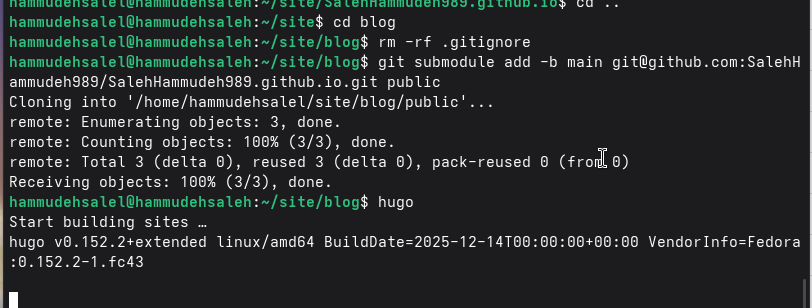 hammudehsalel@hammudehsaleh:~/site/SalehHammudeh989.github.io$ cd ..
hammudehsalel@hammudehsaleh:~/site$ cd blog
hammudehsalel@hammudehsaleh:~/site/blog$ rm -rf .gitignore
hammudehsalel@hammudehsaleh:~/site/blog$ git submodule add -b main git@github.com:SalehH
ammudeh989/SalehHammudeh989.github.io.git public
Cloning into '/home/hammudehsalel/site/blog/public'...
remote: Enumerating objects: 3, done.
remote: Counting objects: 100% (3/3), done.
remote: Total 3 (delta 0), reused 3 (delta 0), pack-reused 0 (from 0)
Receiving objects: 100% (3/3), done.
hammudehsalel@hammudehsaleh:~/site/blog$ hugo
Start building sites …
hugo v0.152.2+extended linux/amd64 BuildDate=2025-12-14T00:00:00+00:00 VendorInfo=Fedora
:0.152.2-1.fc43